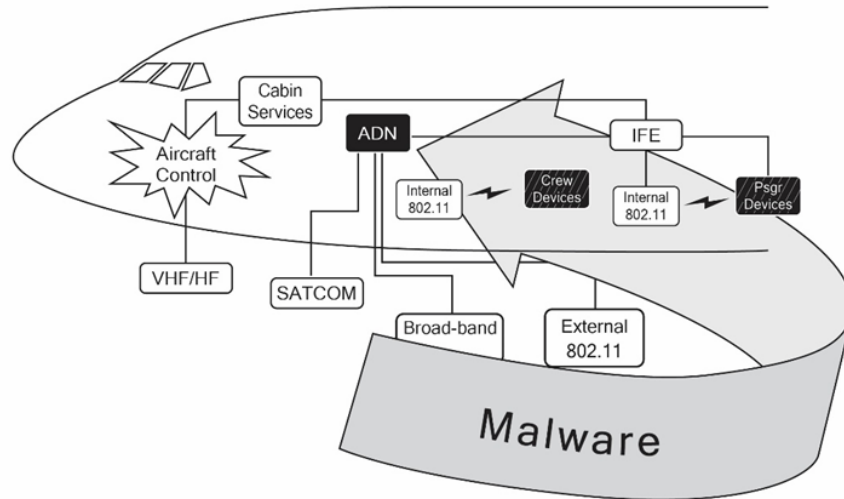 Cabin
Services
ADN
IFE
Aircraft
Control
Internal
802.11
Crew
Devices
Internal
802.11
Psgr
Devices
VHF/HF
SATCOM
Broad-band
External
802.11
Malware